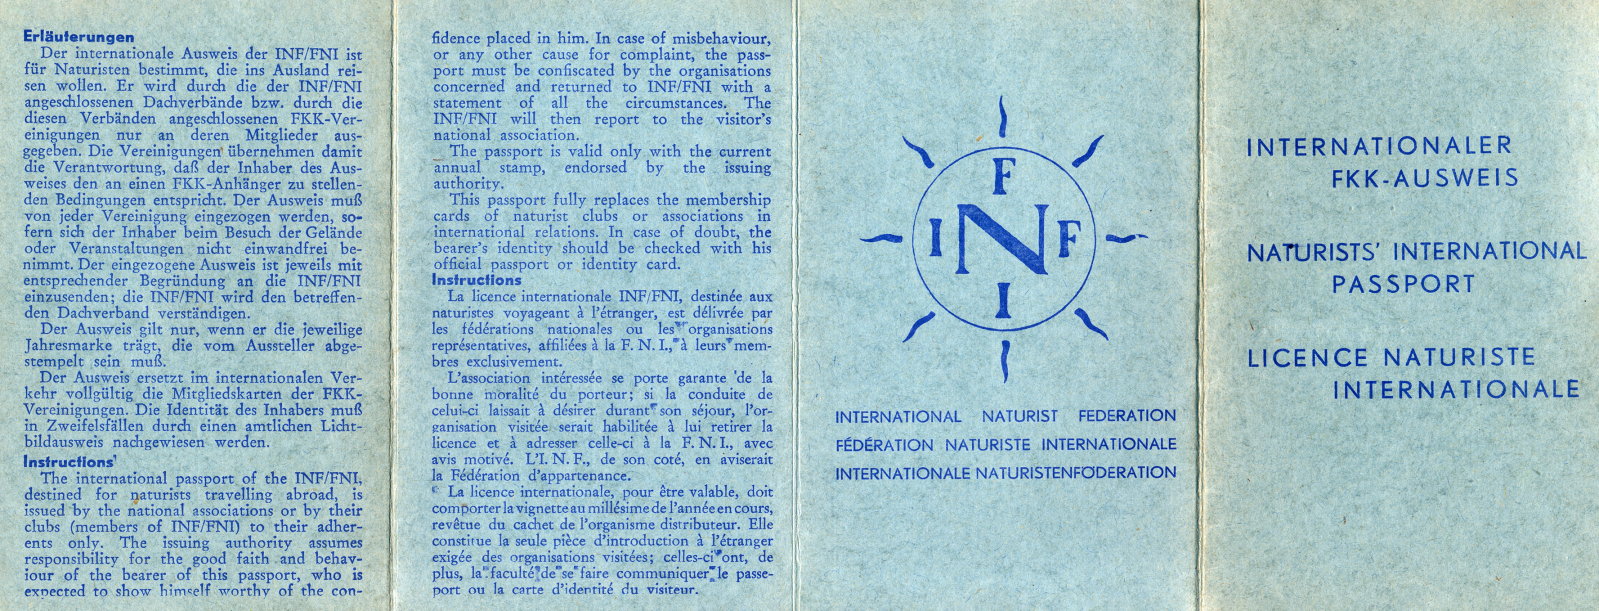 Erläuterungen
Der internationale Ausweis der INF/FNI ist
für Naturisten bestimmt, die ins Ausland rei-
sen wollen. Er wird durch die der INF/FNI
angeschlossenen Dachverbände bzw. durch die
diesen Verbänden angeschlossenen FKK-Ver-
einigungen nur an deren Mitglieder aus-
gegeben. Die Vereinigungen übernehmen damit
die Verantwortung, daß der Inhaber des Aus-
weises den an einen FKK-Anhänger zu stellen-
den Bedingungen entspricht. Der Ausweis muß
von jeder Vereinigung eingezogen werden, so-
fern sich der Inhaber beim Besuch der Gelände
oder Veranstaltungen nicht einwandfrei be-
nimmt. Der eingezogene Ausweis ist jeweils mit
entsprechender Begründung an die INF/FNI
einzusenden; die INF/FNI wird den betreffen-
den Dachverband verständigen.
Der Ausweis gilt nur, wenn er die jeweilige
Jahresmarke trägt, die vom Aussteller abge-
stempelt sein muß.
Der Ausweis ersetzt im internationalen Ver-
kehr vollgültig die Mitgliedskarten der FKK-
Vereinigungen. Die Identität des Inhabers muß
in Zweifelsfällen durch einen amtlichen Licht-
bildausweis nachgewiesen werden.
Instructions
The international passport of the INF/FNI,
destined for naturists travelling abroad, is
issued by the national associations or by their
clubs (members of INF/FNI) to their adher-
ents only. The issuing authority assumes
responsibility for the good faith and behav-
iour of the bearer of this passport, who is
expected to show himself worthy of the con-
fidence placed in him. In case of misbehaviour,
or any other cause for complaint, the pass-
port must be confiscated by the organisations
concerned and returned to INF/FNI with a
statement of all the circumstances. The
INF/FNI will then report to the visitor's
national association.
The passport is valid only with the current
annual stamp, endorsed by the issuing
authority.
This passport fully replaces the membership
cards of naturist clubs or associations in
international relations. In case of doubt, the
bearer's identity should be checked with his
official passport or identity card.
Instructions
La licence internationale INF/FNI, destinée aux
naturistes voyageant à l'étranger, est délivrée par
les fédérations nationales ou les organisations
représentatives, affiliées à la F. N. I., à leurs mem-
bres exclusivement.
L'association intéressée se porte garante de la
bonne moralité du porteur; si la conduite de
celui-ci laissait à désirer durant son séjour, l'or-
ganisation visitée serait habilitée à lui retirer la
licence et à adresser celle-ci à la F. N. I., avec
avis motivé. L'I. N. F., de son coté, en aviserait
la Fédération d'appartenance.
La licence internationale, pour être valable, doit
comporter la vignette au millésime de l'année en cours,
revêtue du cachet de l'organisme distributeur. Elle
constitue la seule pièce d'introduction à l'étranger
exigée des organisations visitées; celles-ci ont, de
plus, la faculté de se faire communiquer le passe-
port ou la carte d'identité du visiteur.
F
I N F
I
INTERNATIONAL NATURIST FEDERATION
FÉDÉRATION NATURISTE INTERNATIONALE
INTERNATIONALE NATURISTENFÖDERATION
INTERNATIONALER
FKK-AUSWEIS
NATURISTS' INTERNATIONAL
PASSPORT
LICENCE NATURISTE
INTERNATIONALE